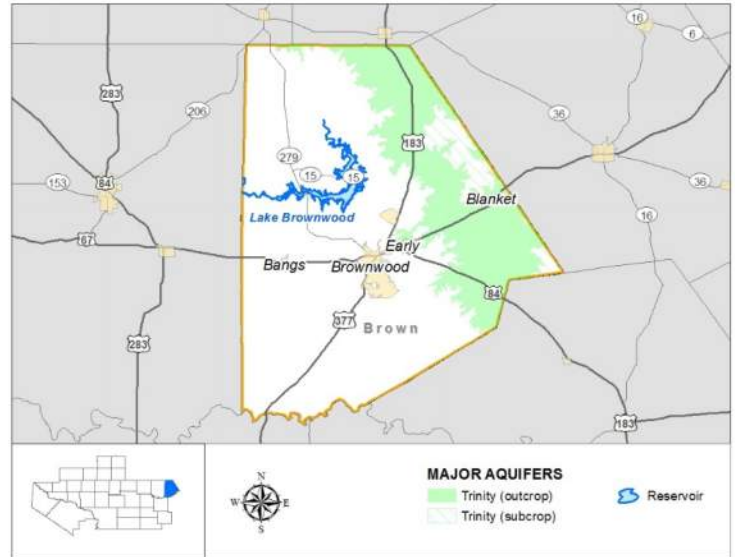 16
6
283
206
36
183
279
153
84
15
15
36
Lake Brownwood
Blanket
16
67
Early
Bangs
Brownwood
84
377
Brown
283
183
N
W E
S
MAJOR AQUIFERS
Trinity (outcrop)
Reservoir
Trinity (subcrop)